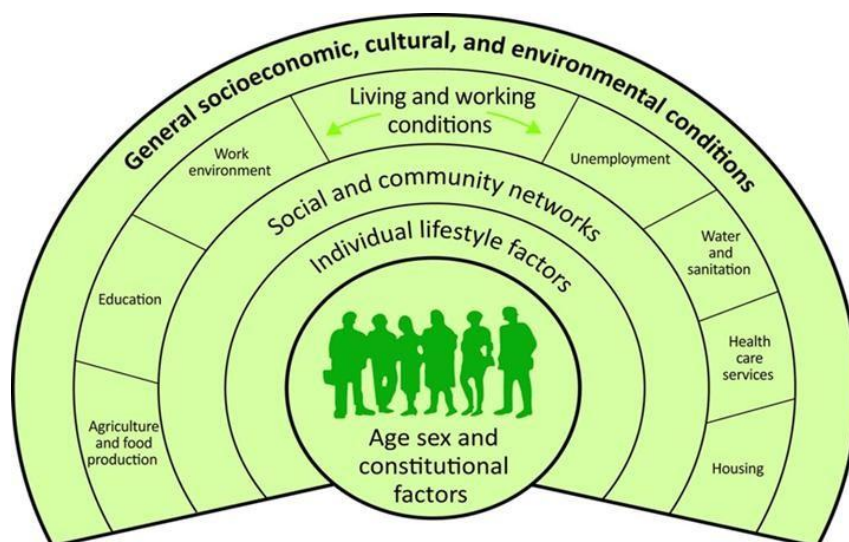 General socioeconomic, cultural, and environmental conditions
Living and working
conditions
Work
environment
Unemployment
Social and community networks
Individual lifestyle factors
Education
Water
and
sanitation
Health
care
services
Agriculture
and food
production
Housing
Age sex and
constitutional
factors